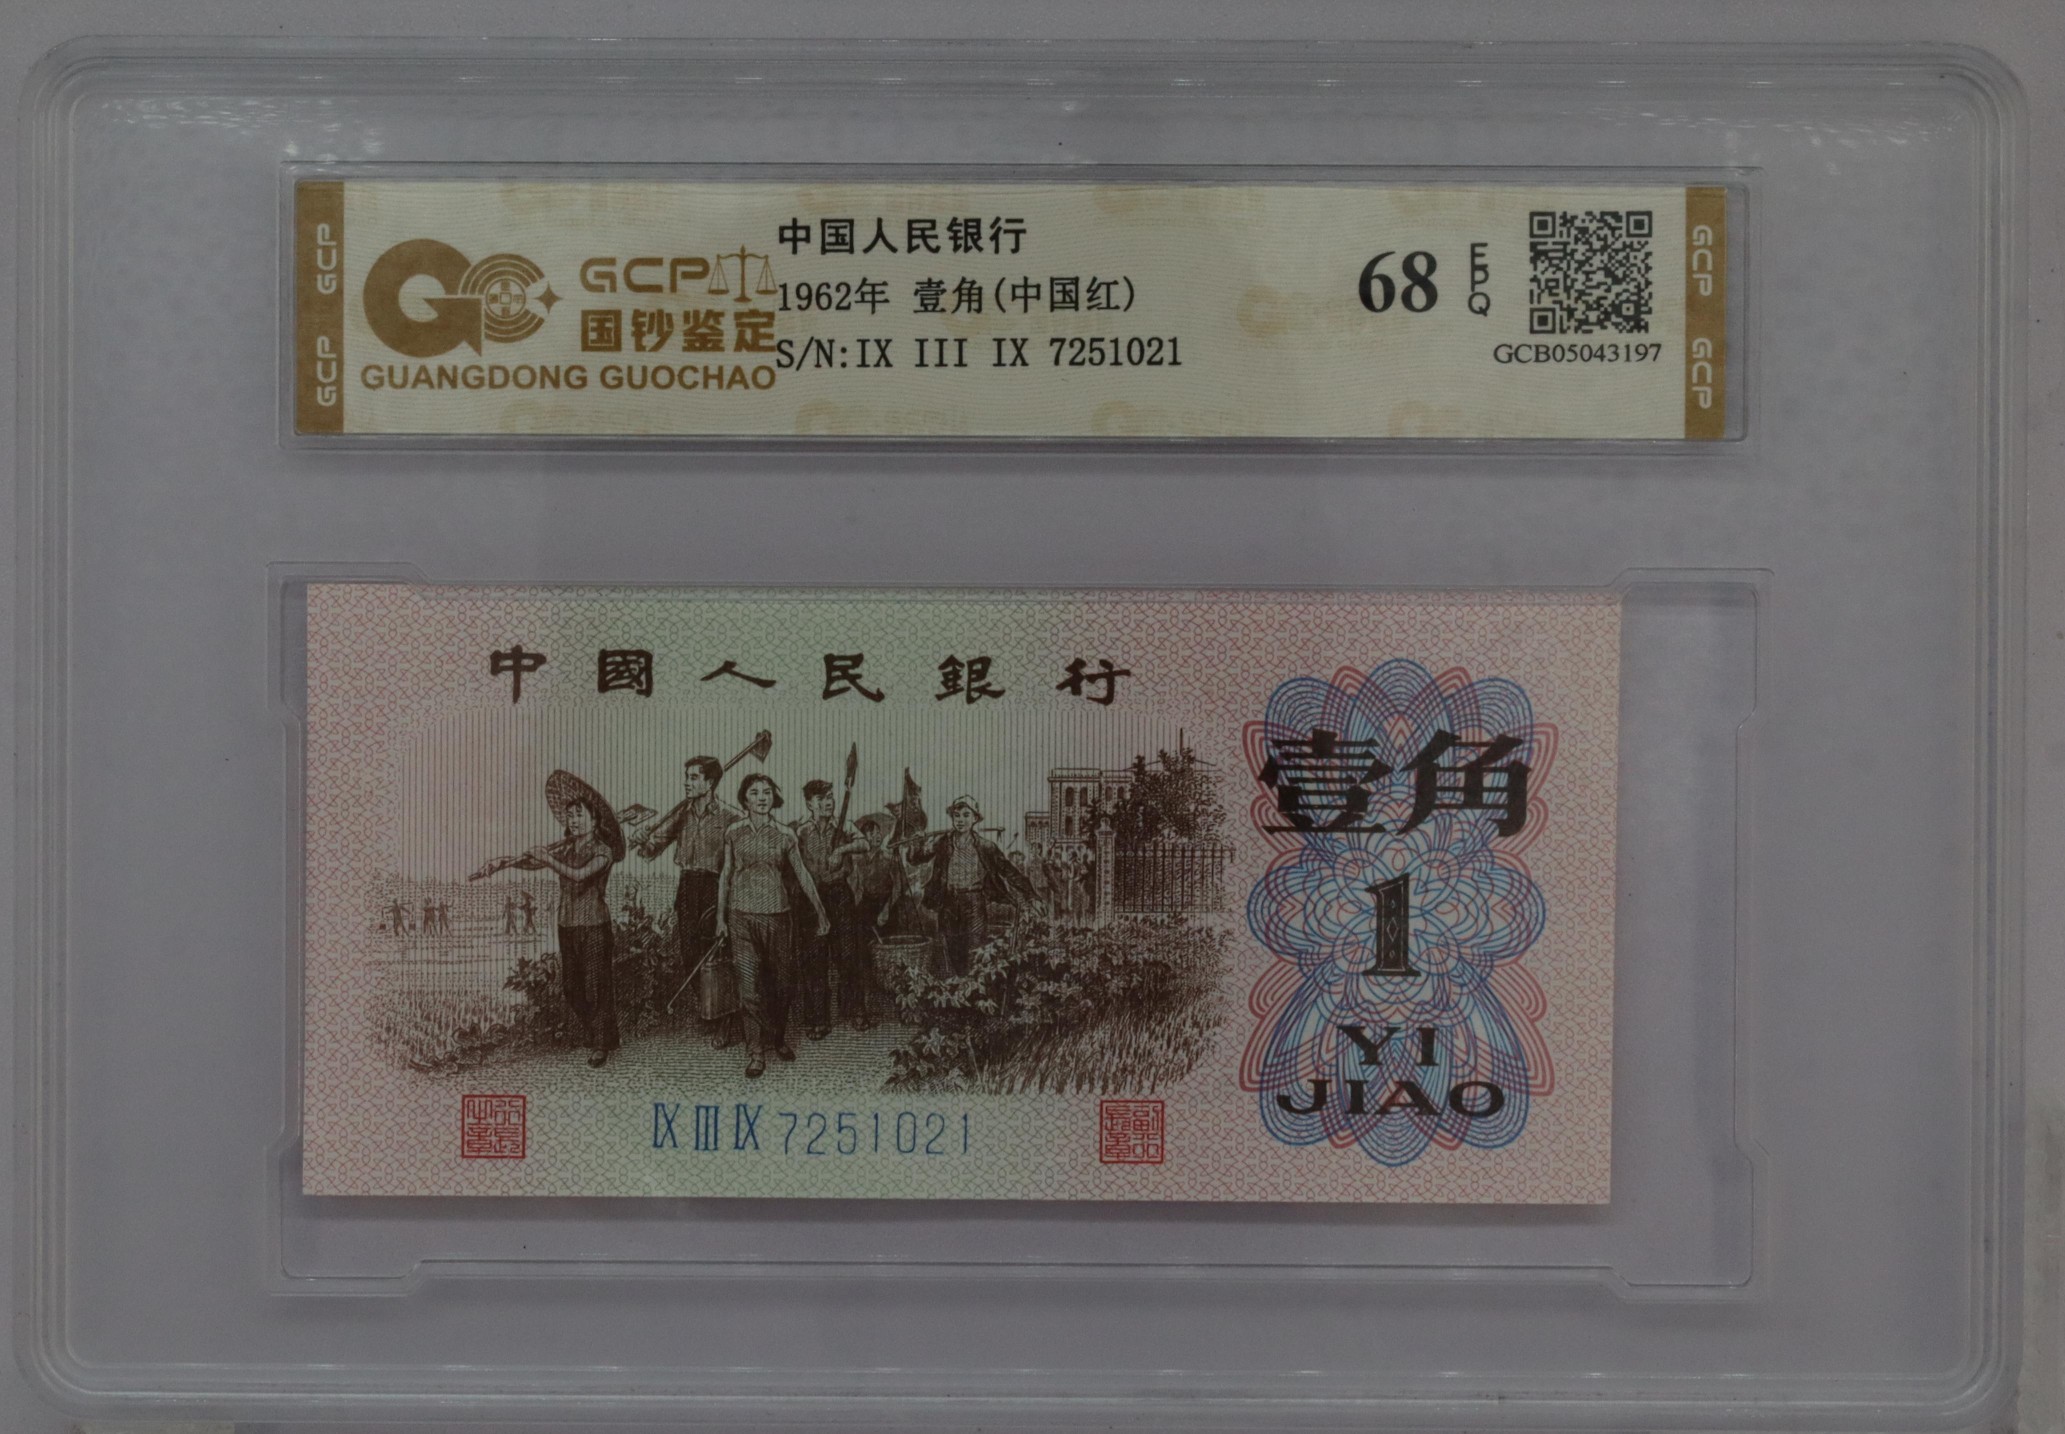 GCP GCP
GCP
国钞鉴定
GUANGDONG GUOCHAO
中国人民银行
1962年 壹角(中国红)
S/N:IX III IX 7251021
68
EPQ
GCB05043197
GCP GCP
中國人民銀行
壹角
1
YI
JIAO
IX III IX 7251021